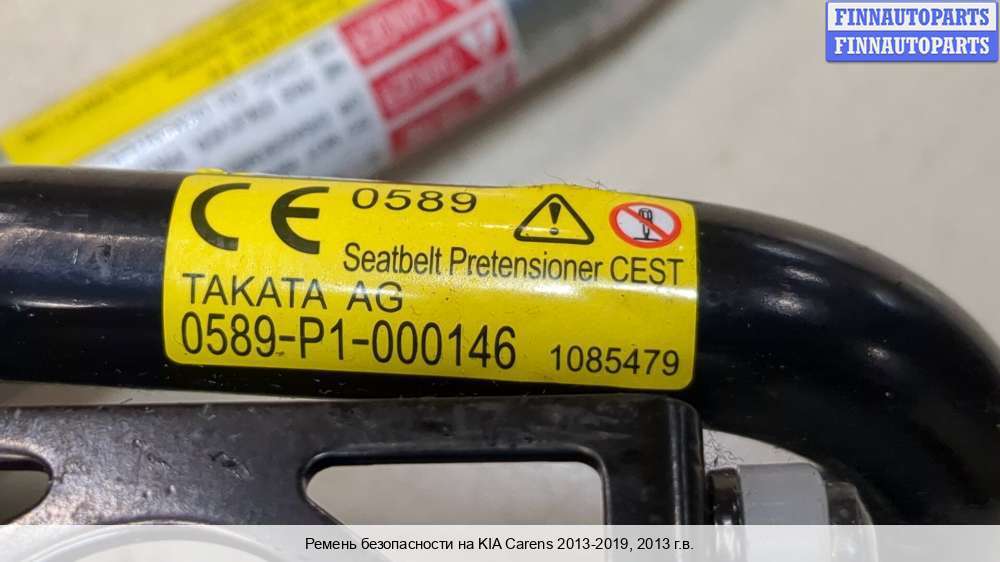 FINNAUTOPARTS
FINNAUTOPARTS
CE 0589
Seatbelt Pretensioner CEST
TAKATA AG
0589-P1-000146 1085479
Ремень безопасности на KIA Carens 2013-2019, 2013 г.в.